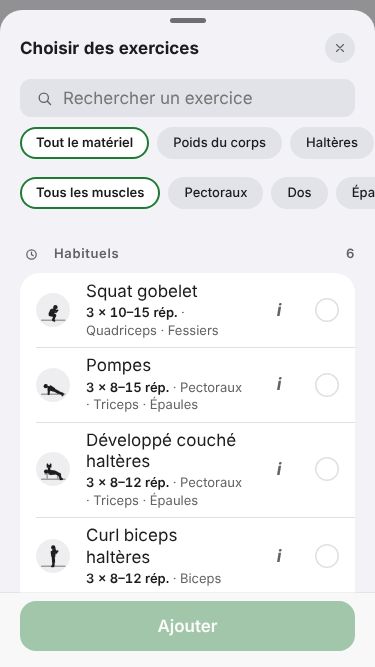 Choisir des exercices
Rechercher un exercice
Tout le matériel
Poids du corps
Haltères
Tous les muscles
Pectoraux
Dos
Épa
Habituels
6
Squat gobelet
3 × 10–15 rép. ·
Quadriceps · Fessiers
i
Pompes
3 × 8–15 rép. · Pectoraux
· Triceps · Épaules
i
Développé couché
haltères
3 × 8–12 rép. · Pectoraux
· Triceps · Épaules
i
Curl biceps
haltères
3 × 8–12 rép. · Biceps
i
Ajouter